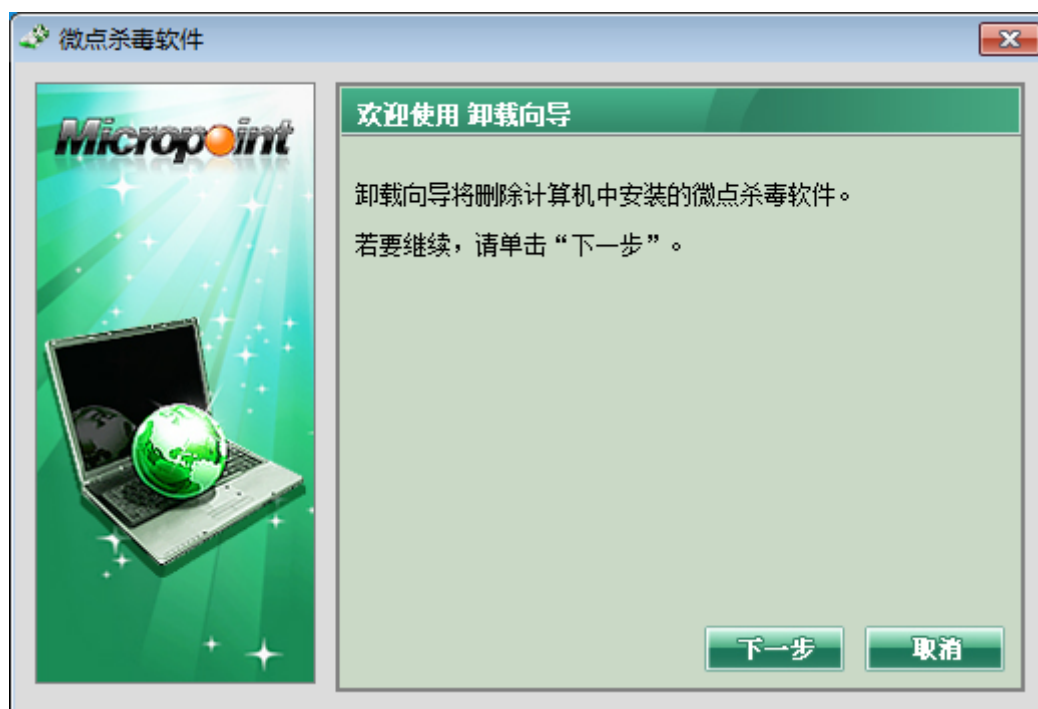 微点杀毒软件
Micropoint
欢迎使用 卸载向导
卸载向导将删除计算机中安装的微点杀毒软件。
若要继续，请单击“下一步”。
下一步
取消